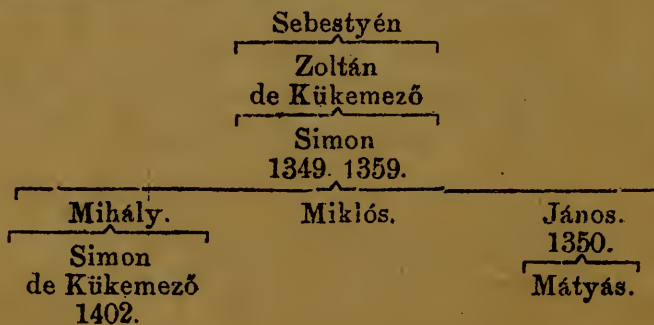 Sebestyén
Zoltán
de Kükemező
Simon
1349. 1359.
Mihály. Miklós. János.
1350.
Simon Mátyás.
de Kükemező
1402.